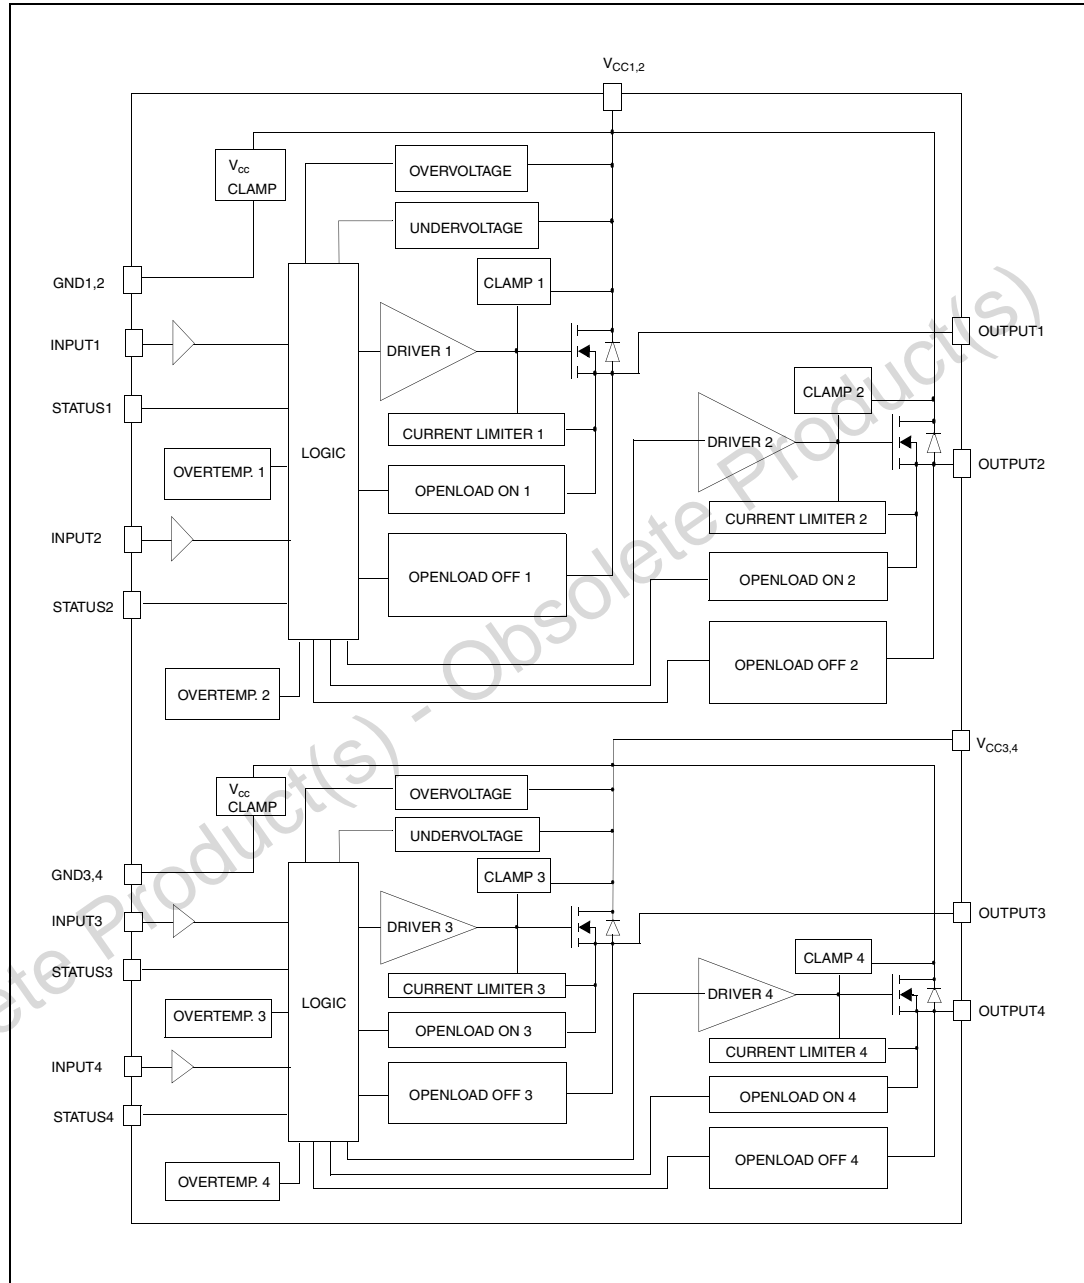 VCC1,2
Vcc
CLAMP
OVERVOLTAGE
UNDERVOLTAGE
GND1,2
CLAMP 1
INPUT1
DRIVER 1
OUTPUT1
STATUS1
CLAMP 2
CURRENT LIMITER 1
LOGIC
DRIVER 2
OVERTEMP. 1
OPENLOAD ON 1
OUTPUT2
CURRENT LIMITER 2
INPUT2
OPENLOAD OFF 1
OPENLOAD ON 2
STATUS2
OPENLOAD OFF 2
OVERTEMP. 2
VCC3,4
Vcc
CLAMP
OVERVOLTAGE
UNDERVOLTAGE
GND3,4
CLAMP 3
INPUT3
DRIVER 3
OUTPUT3
STATUS3
CLAMP 4
CURRENT LIMITER 3
LOGIC
DRIVER 4
OVERTEMP. 3
OPENLOAD ON 3
OUTPUT4
CURRENT LIMITER 4
INPUT4
OPENLOAD OFF 3
OPENLOAD ON 4
STATUS4
OPENLOAD OFF 4
OVERTEMP. 4
ete Product(s) - Obsolete Product(s)